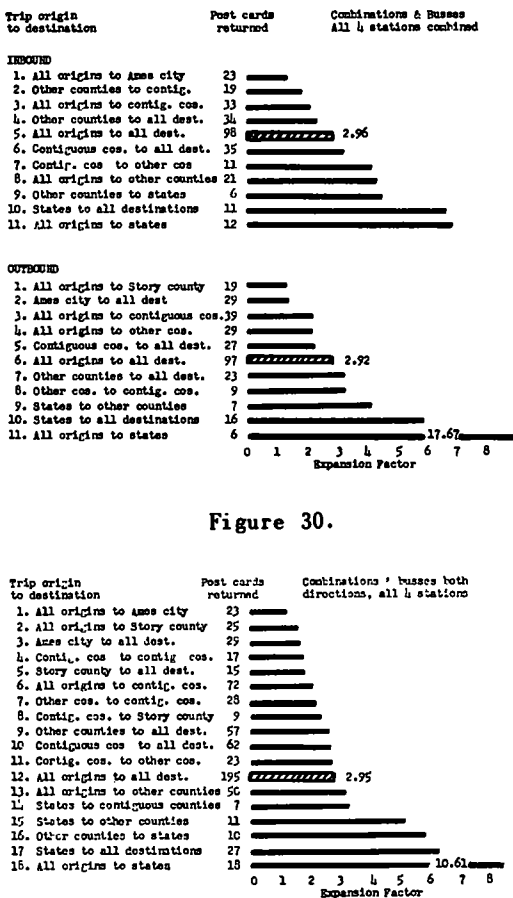 Trip origin Post cards Combinations & Busses
to destination returned All 4 stations combined
INBOUND
1. All origins to Ames city 23
2. Other counties to contig. 19
3. All origins to contig. cos. 33
4. Other counties to all dest. 34
5. All origins to all dest. 98 2.96
6. Contiguous cos. to all dest. 35
7. Contig. cos to other cos 11
8. All origins to other counties 21
9. Other counties to states 6
10. States to all destinations 11
11. All origins to states 12
OUTBOUND
1. All origins to Story county 19
2. Ames city to all dest 29
3. All origins to contiguous cos. 39
4. All origins to other cos. 29
5. Contiguous cos. to all dest. 27
6. All origins to all dest. 97 2.92
7. Other counties to all dest. 23
8. Other cos. to contig. cos. 9
9. States to other counties 7
10. States to all destinations 16
11. All origins to states 6 17.67
0 1 2 3 4 5 6 7 8
Expansion Factor
Figure 30.
Trip origin Post cards Combinations ' busses both
to destination returned directions, all 4 stations
1. All origins to Ames city 23
2. All origins to Story county 25
3. Ames city to all dest. 29
4. Contig. cos to contig cos. 17
5. Story county to all dest. 15
6. All origins to contig. cos. 72
7. Other cos. to contig. cos. 28
8. Contig. cos. to Story county 9
9. Other counties to all dest. 57
10 Contiguous cos to all dest. 62
11. Contig. cos. to other cos. 23
12. All origins to all dest. 195 2.95
13. All origins to other counties 50
14 States to contiguous counties 7
15 States to other counties 11
16. Other counties to states 10
17 States to all destinations 27
18. All origins to states 18 10.61
0 1 2 3 4 5 6 7 8
Expansion Factor